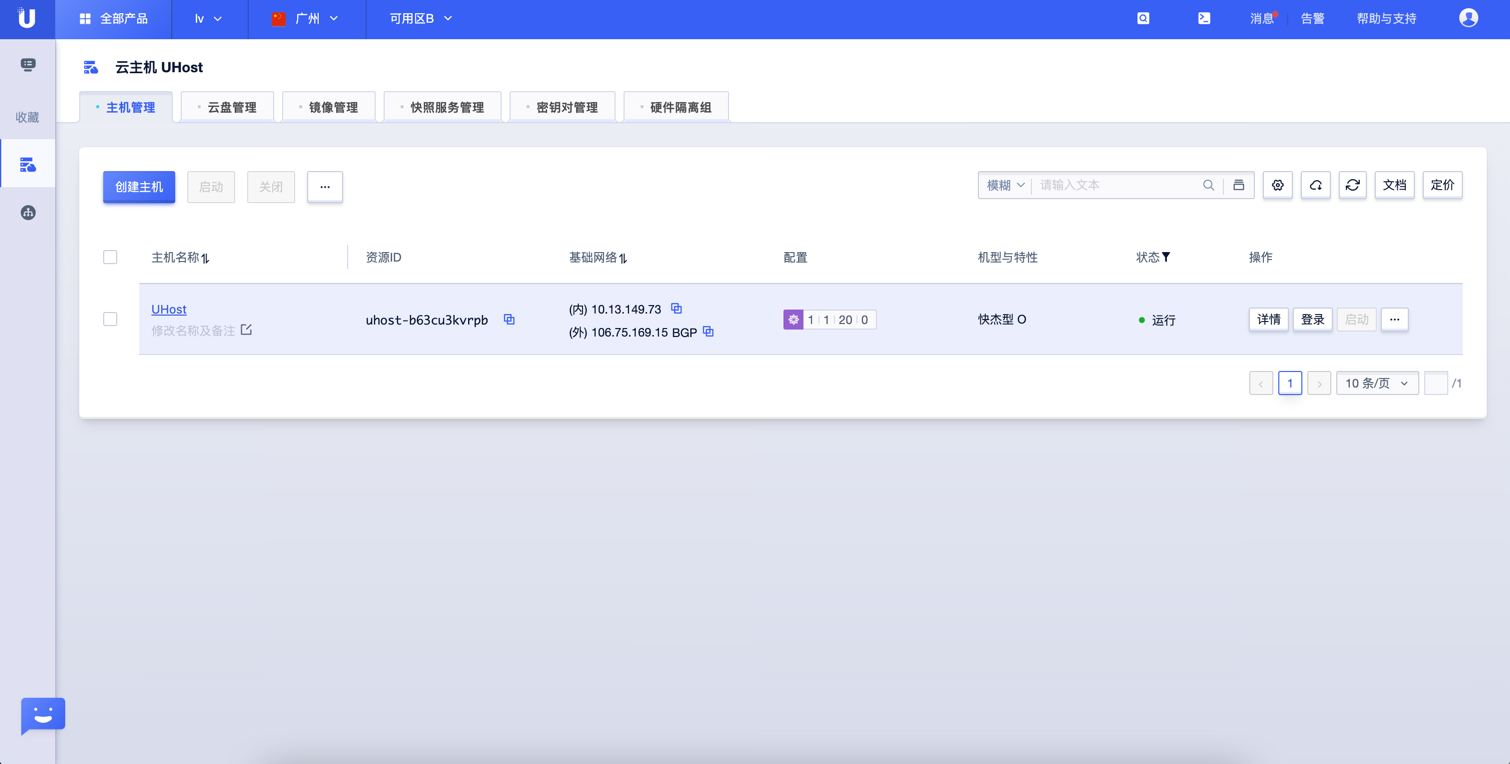 全部产品 lv 广州 可用区B 消息 告警 帮助与支持
收藏
云主机 UHost
主机管理 云盘管理 镜像管理 快照服务管理 密钥对管理 硬件隔离组
创建主机 启动 关闭 ... 模糊 请输入文本 文档 定价
主机名称 资源ID 基础网络 配置 机型与特性 状态 操作
UHost
修改名称及备注
uhost-b63cu3kvrpb
(内) 10.13.149.73
(外) 106.75.169.15 BGP
1 1 20 0
快杰型 O
运行
详情 登录 启动 ...
1 10 条/页 /1